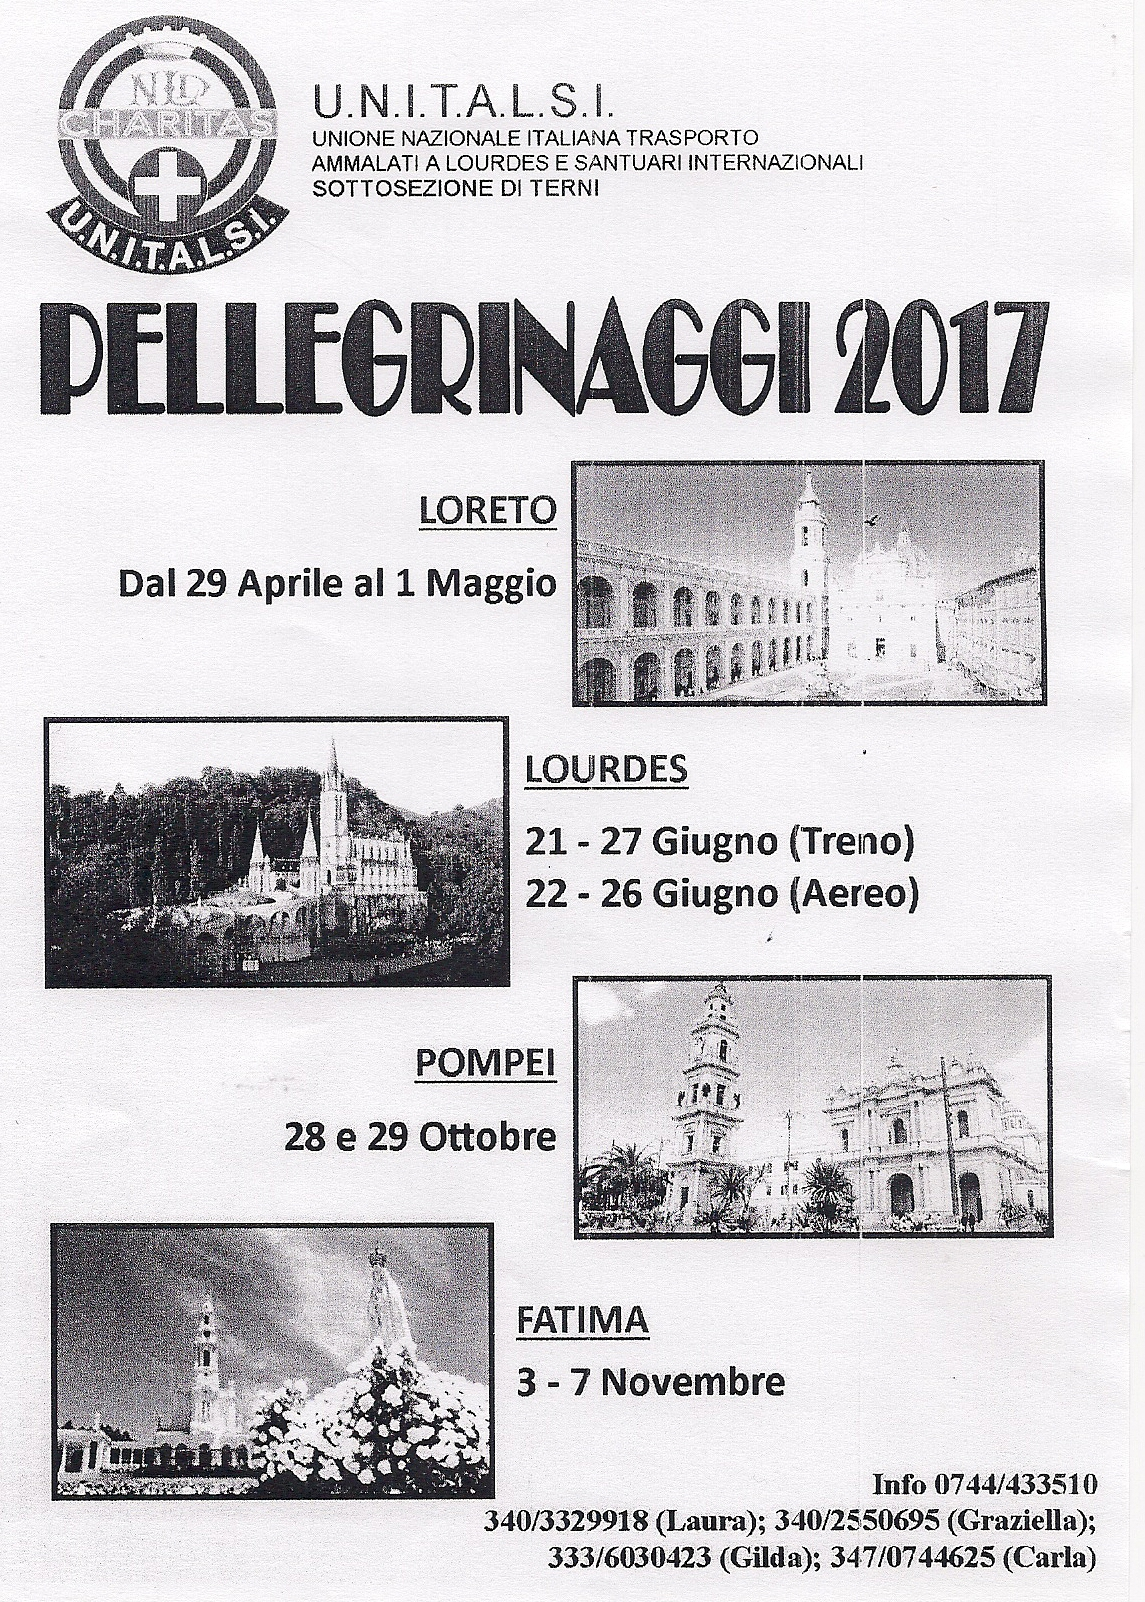 NLD
CHARITAS
U.N.I.T.A.L.S.I.
U.N.I.T.A.L.S.I.
UNIONE NAZIONALE ITALIANA TRASPORTO
AMMALATI A LOURDES E SANTUARI INTERNAZIONALI
SOTTOSEZIONE DI TERNI
PELLEGRINAGGI 2017
LORETO
Dal 29 Aprile al 1 Maggio
LOURDES
21 - 27 Giugno (Treno)
22 - 26 Giugno (Aereo)
POMPEI
28 e 29 Ottobre
FATIMA
3 - 7 Novembre
Info 0744/433510
340/3329918 (Laura); 340/2550695 (Graziella);
333/6030423 (Gilda); 347/0744625 (Carla)